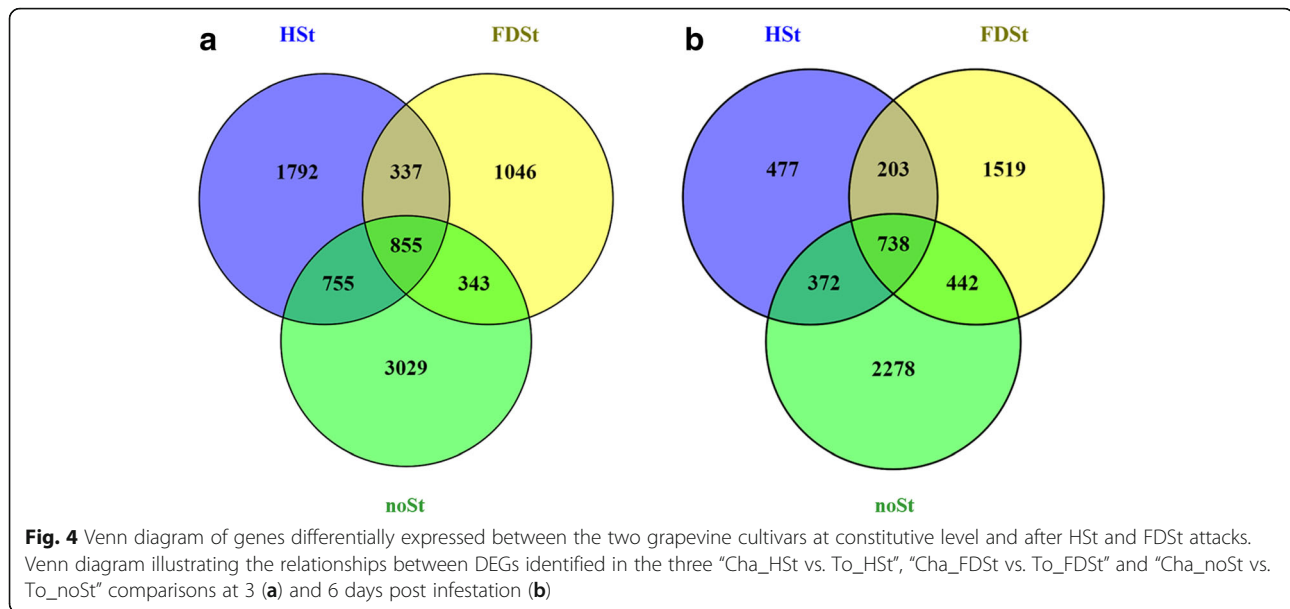 a
HSt
FDSt
1792
337
1046
855
755
343
3029
noSt
b
HSt
FDSt
477
203
1519
738
372
442
2278
noSt
Fig. 4 Venn diagram of genes differentially expressed between the two grapevine cultivars at constitutive level and after HSt and FDSt attacks.
Venn diagram illustrating the relationships between DEGs identified in the three “Cha_HSt vs. To_HSt”, “Cha_FDSt vs. To_FDSt” and “Cha_noSt vs.
To_noSt” comparisons at 3 (a) and 6 days post infestation (b)